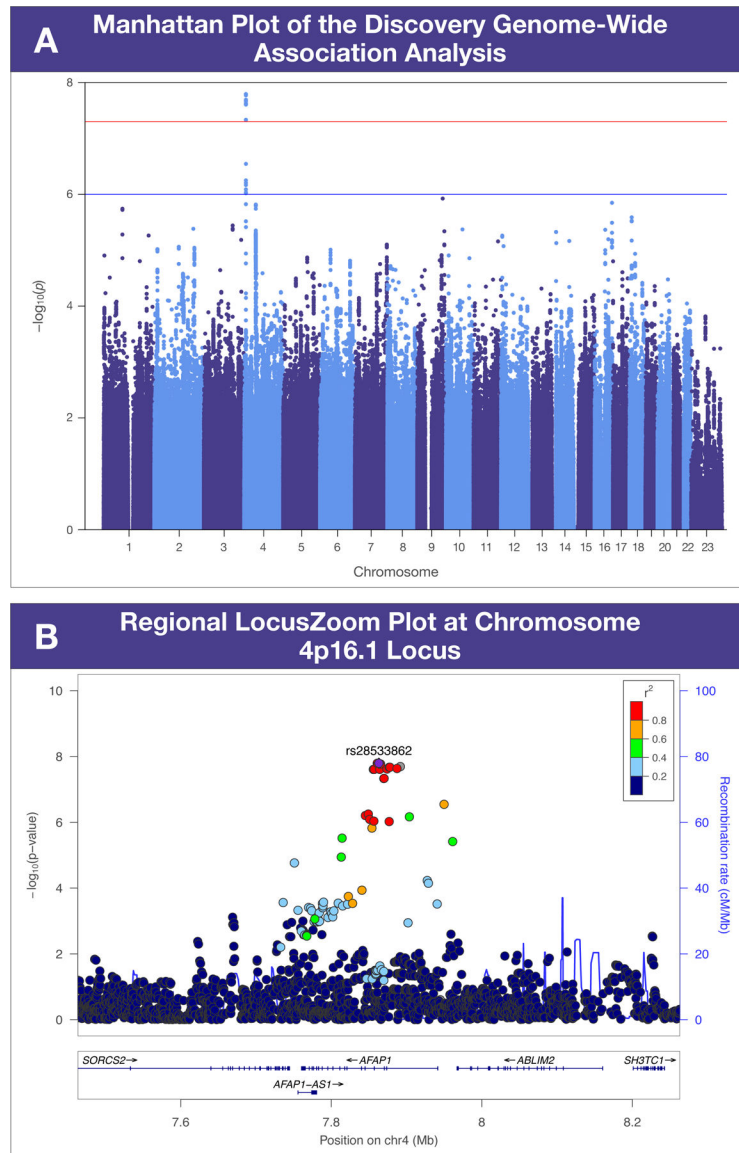 A
Manhattan Plot of the Discovery Genome-Wide
Association Analysis
8
6
4
2
0
−log10(p)
1 2 3 4 5 6 7 8 9 10 11 12 13 14 15 16 17 18 20 22 23
Chromosome
B
Regional LocusZoom Plot at Chromosome
4p16.1 Locus
10
8
6
4
2
0
−log10(p−value)
rs28533862
r2
0.8
0.6
0.4
0.2
100
80
60
40
20
0
Recombination rate (cM/Mb)
SORCS2→
←AFAP1
←ABLIM2
SH3TC1→
AFAP1−AS1→
7.6 7.8 8 8.2
Position on chr4 (Mb)